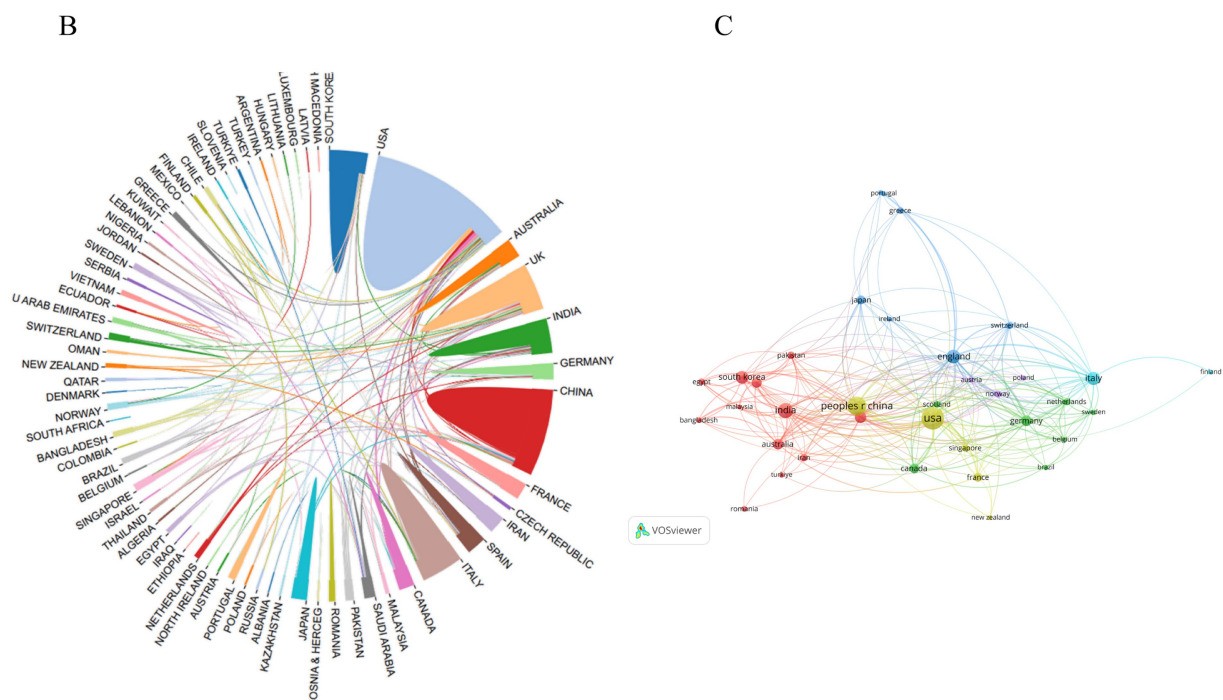 B
C
SOUTH KORE
USA
AUSTRALIA
UK
INDIA
GERMANY
CHINA
FRANCE
CZECH REPUBLIC
IRAN
SPAIN
ITALY
CANADA
MALAYSIA
SAUDI ARABIA
PAKISTAN
ROMANIA
OSNIA & HERCEG
JAPAN
KAZAKHSTAN
ALBANIA
RUSSIA
POLAND
PORTUGAL
AUSTRIA
NORTH IRELAND
NETHERLANDS
ETHIOPIA
IRAQ
EGYPT
ALGERIA
THAILAND
ISRAEL
SINGAPORE
BELGIUM
BRAZIL
COLOMBIA
BANGLADESH
SOUTH AFRICA
NORWAY
DENMARK
QATAR
NEW ZEALAND
OMAN
SWITZERLAND
U ARAB EMIRATES
ECUADOR
VIETNAM
SERBIA
SWEDEN
JORDAN
NIGERIA
LEBANON
KUWAIT
GREECE
MEXICO
FINLAND
CHILE
IRELAND
SLOVENIA
TURKIYE
TURKEY
ARGENTINA
HUNGARY
LITHUANIA
LUXEMBOURG
LATVIA
H MACEDONIA
portugal
greece
japan
ireland
switzerland
pakistan
england
egypt
south korea
austria
poland
italy
finland
malaysia
norway
bangladesh
india
peoples r china
scotland
netherlands
usa
sweden
germany
australia
singapore
belgium
iran
canada
brazil
turkiye
france
romania
new zealand
VOSviewer